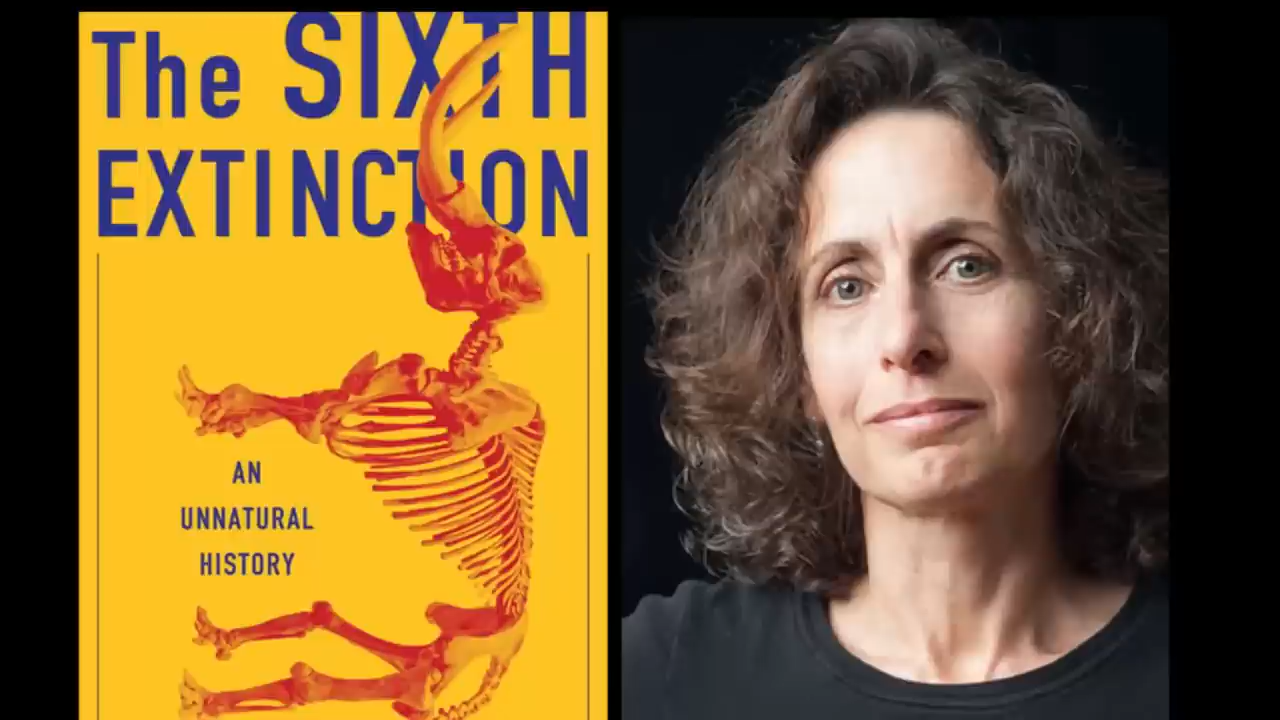 The SIXTH
EXTINCTION
AN
UNNATURAL
HISTORY